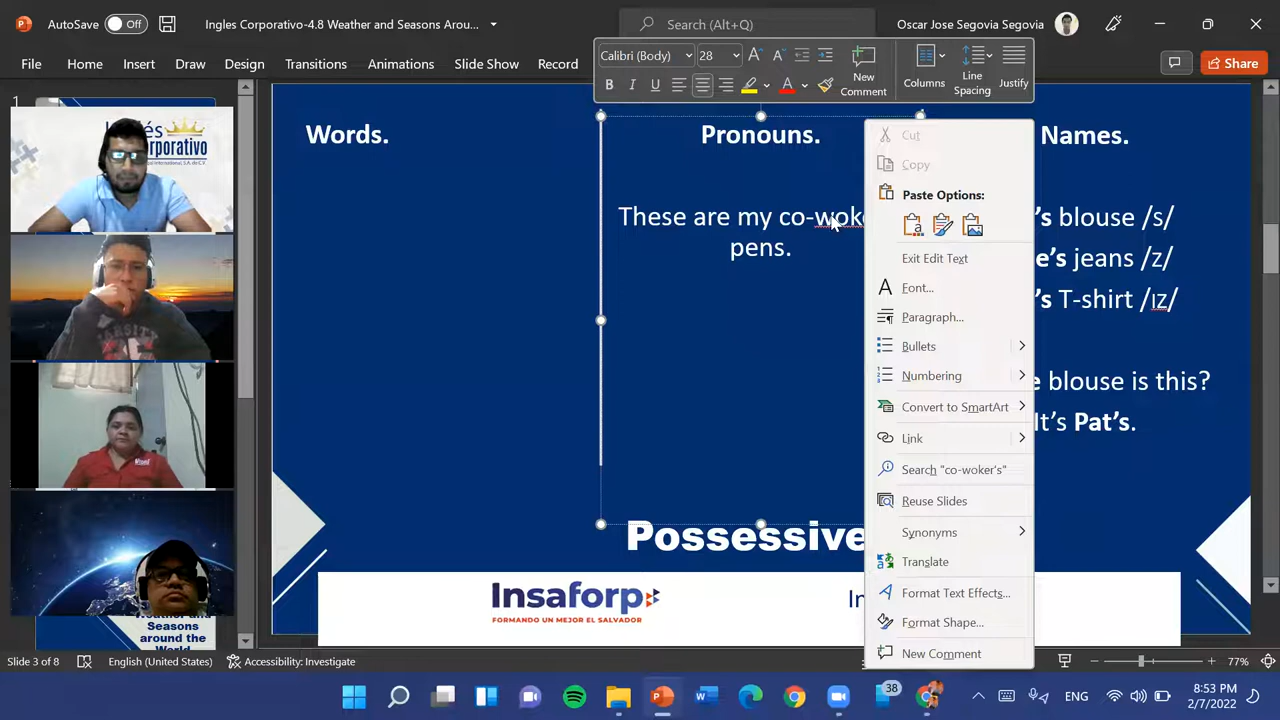 AutoSave Off Ingles Corporativo-4.8 Weather and Seasons Arou... Search (Alt+Q) Oscar Jose Segovia Segovia
File Home Insert Draw Design Transitions Animations Slide Show Record Share
Calibri (Body) 28
New Comment
Columns
Line Spacing
Justify
1
Words.
Pronouns.
Names.
These are my co-woke
pens.
's blouse /s/
e's jeans /z/
's T-shirt /ɪz/
e blouse is this?
It's Pat's.
Cut
Copy
Paste Options:
Exit Edit Text
Font...
Paragraph...
Bullets
Numbering
Convert to SmartArt
Link
Search "co-woker's"
Reuse Slides
Synonyms
Translate
Format Text Effects...
Format Shape...
New Comment
Possessive
Insaforp
FORMANDO UN MEJOR EL SALVADOR
In
Seasons
around the
World
Slide 3 of 8 English (United States) Accessibility: Investigate 77%
38 ENG 8:53 PM
2/7/2022